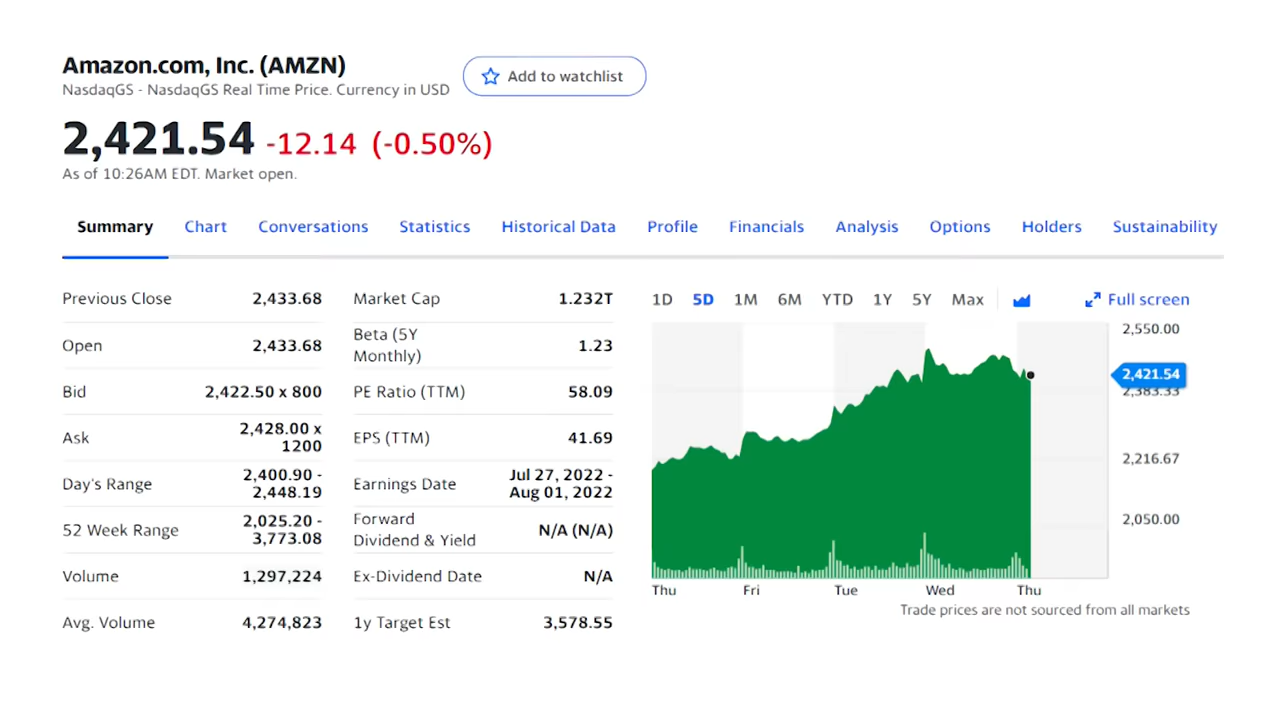 Amazon.com, Inc. (AMZN)
Add to watchlist
NasdaqGS - NasdaqGS Real Time Price. Currency in USD
2,421.54 -12.14 (-0.50%)
As of 10:26AM EDT. Market open.
Summary Chart Conversations Statistics Historical Data Profile Financials Analysis Options Holders Sustainability
Previous Close 2,433.68
Open 2,433.68
Bid 2,422.50 x 800
Ask 2,428.00 x
1200
Day's Range 2,400.90 -
2,448.19
52 Week Range 2,025.20 -
3,773.08
Volume 1,297,224
Avg. Volume 4,274,823
Market Cap 1.232T
Beta (5Y
Monthly) 1.23
PE Ratio (TTM) 58.09
EPS (TTM) 41.69
Earnings Date Jul 27, 2022 -
Aug 01, 2022
Forward
Dividend & Yield N/A (N/A)
Ex-Dividend Date N/A
1y Target Est 3,578.55
1D 5D 1M 6M YTD 1Y 5Y Max Full screen
2,550.00
2,421.54
2,383.33
2,216.67
2,050.00
Thu Fri Tue Wed Thu
Trade prices are not sourced from all markets